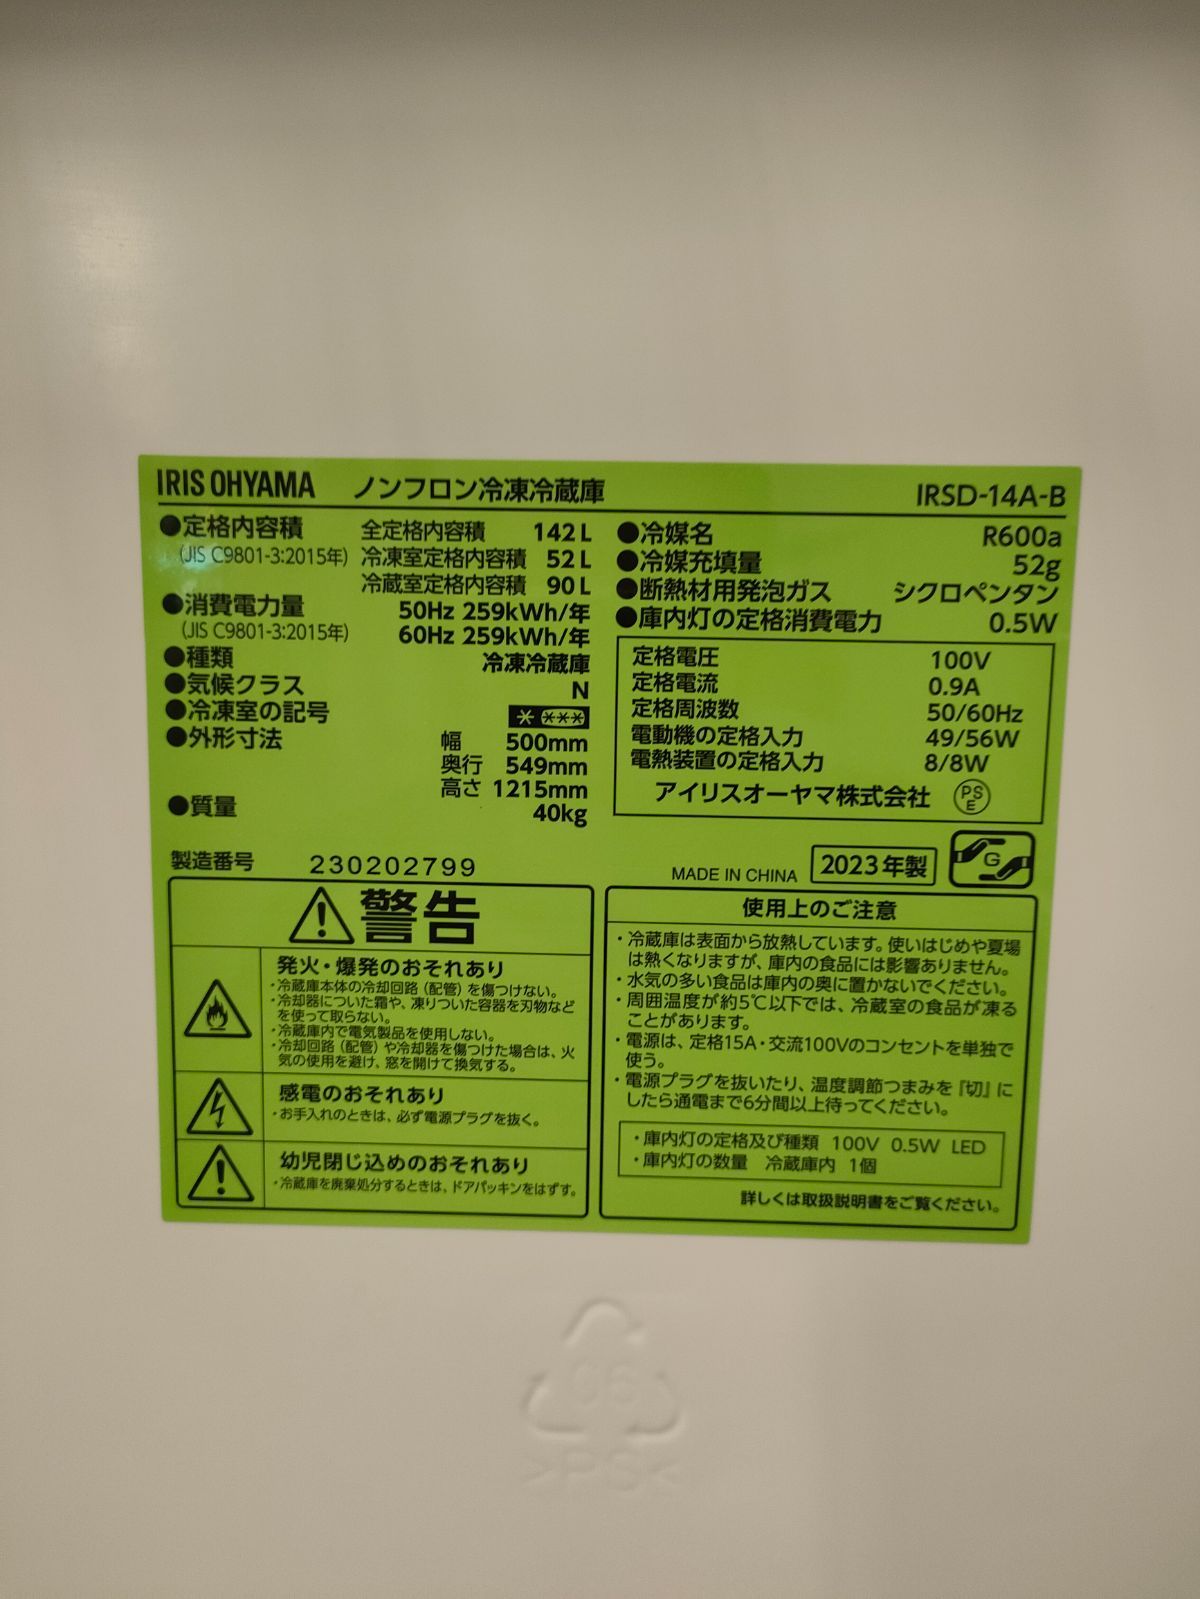 IRIS OHYAMA ノンフロン冷凍冷蔵庫 IRSD-14A-B
●定格内容積 全定格内容積 142L
(JIS C9801-3:2015年) 冷凍室定格内容積 52L
冷蔵室定格内容積 90L
●消費電力量 50Hz 259kWh/年
(JIS C9801-3:2015年) 60Hz 259kWh/年
●種類 冷凍冷蔵庫
●気候クラス N
●冷凍室の記号
●外形寸法 幅 500mm
奥行 549mm
高さ 1215mm
●質量 40kg
●冷媒名 R600a
●冷媒充填量 52g
●断熱材用発泡ガス シクロペンタン
●庫内灯の定格消費電力 0.5W
定格電圧 100V
定格電流 0.9A
定格周波数 50/60Hz
電動機の定格入力 49/56W
電熱装置の定格入力 8/8W
アイリスオーヤマ株式会社 PS E
製造番号 230202799
MADE IN CHINA 2023年製 G
警告
発火・爆発のおそれあり
・冷蔵庫本体の冷却回路(配管)を傷つけない。
・冷却器についた霜や、凍りついた容器を刃物など
を使って取らない。
・冷蔵庫内で電気製品を使用しない。
・冷却回路(配管)や冷却器を傷つけた場合は、火
気の使用を避け、窓を開けて換気する。
感電のおそれあり
・お手入れのときは、必ず電源プラグを抜く。
幼児閉じ込めのおそれあり
・冷蔵庫を廃棄処分するときは、ドアパッキンをはずす。
使用上のご注意
・冷蔵庫は表面から放熱しています。使いはじめや夏場
は熱くなりますが、庫内の食品には影響ありません。
・水気の多い食品は庫内の奥に置かないでください。
・周囲温度が約5℃以下では、冷蔵室の食品が凍る
ことがあります。
・電源は、定格15A・交流100Vのコンセントを単独で
使う。
・電源プラグを抜いたり、温度調節つまみを『切』に
したら通電まで6分間以上待ってください。
・庫内灯の定格及び種類 100V 0.5W LED
・庫内灯の数量 冷蔵庫内 1個
詳しくは取扱説明書をご覧ください。
06
>PS<